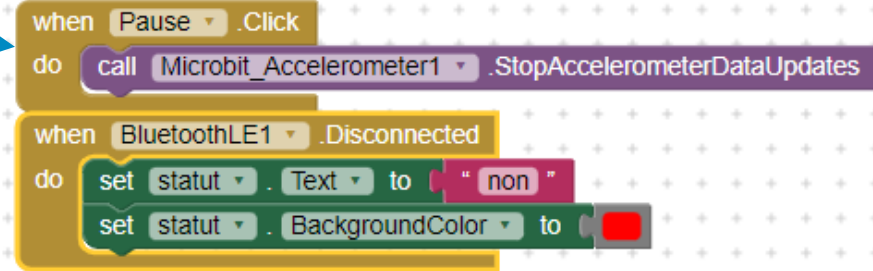 when Pause .Click
do call Microbit_Accelerometer1 .StopAccelerometerDataUpdates
when BluetoothLE1 .Disconnected
do set statut . Text to " non "
set statut . BackgroundColor to